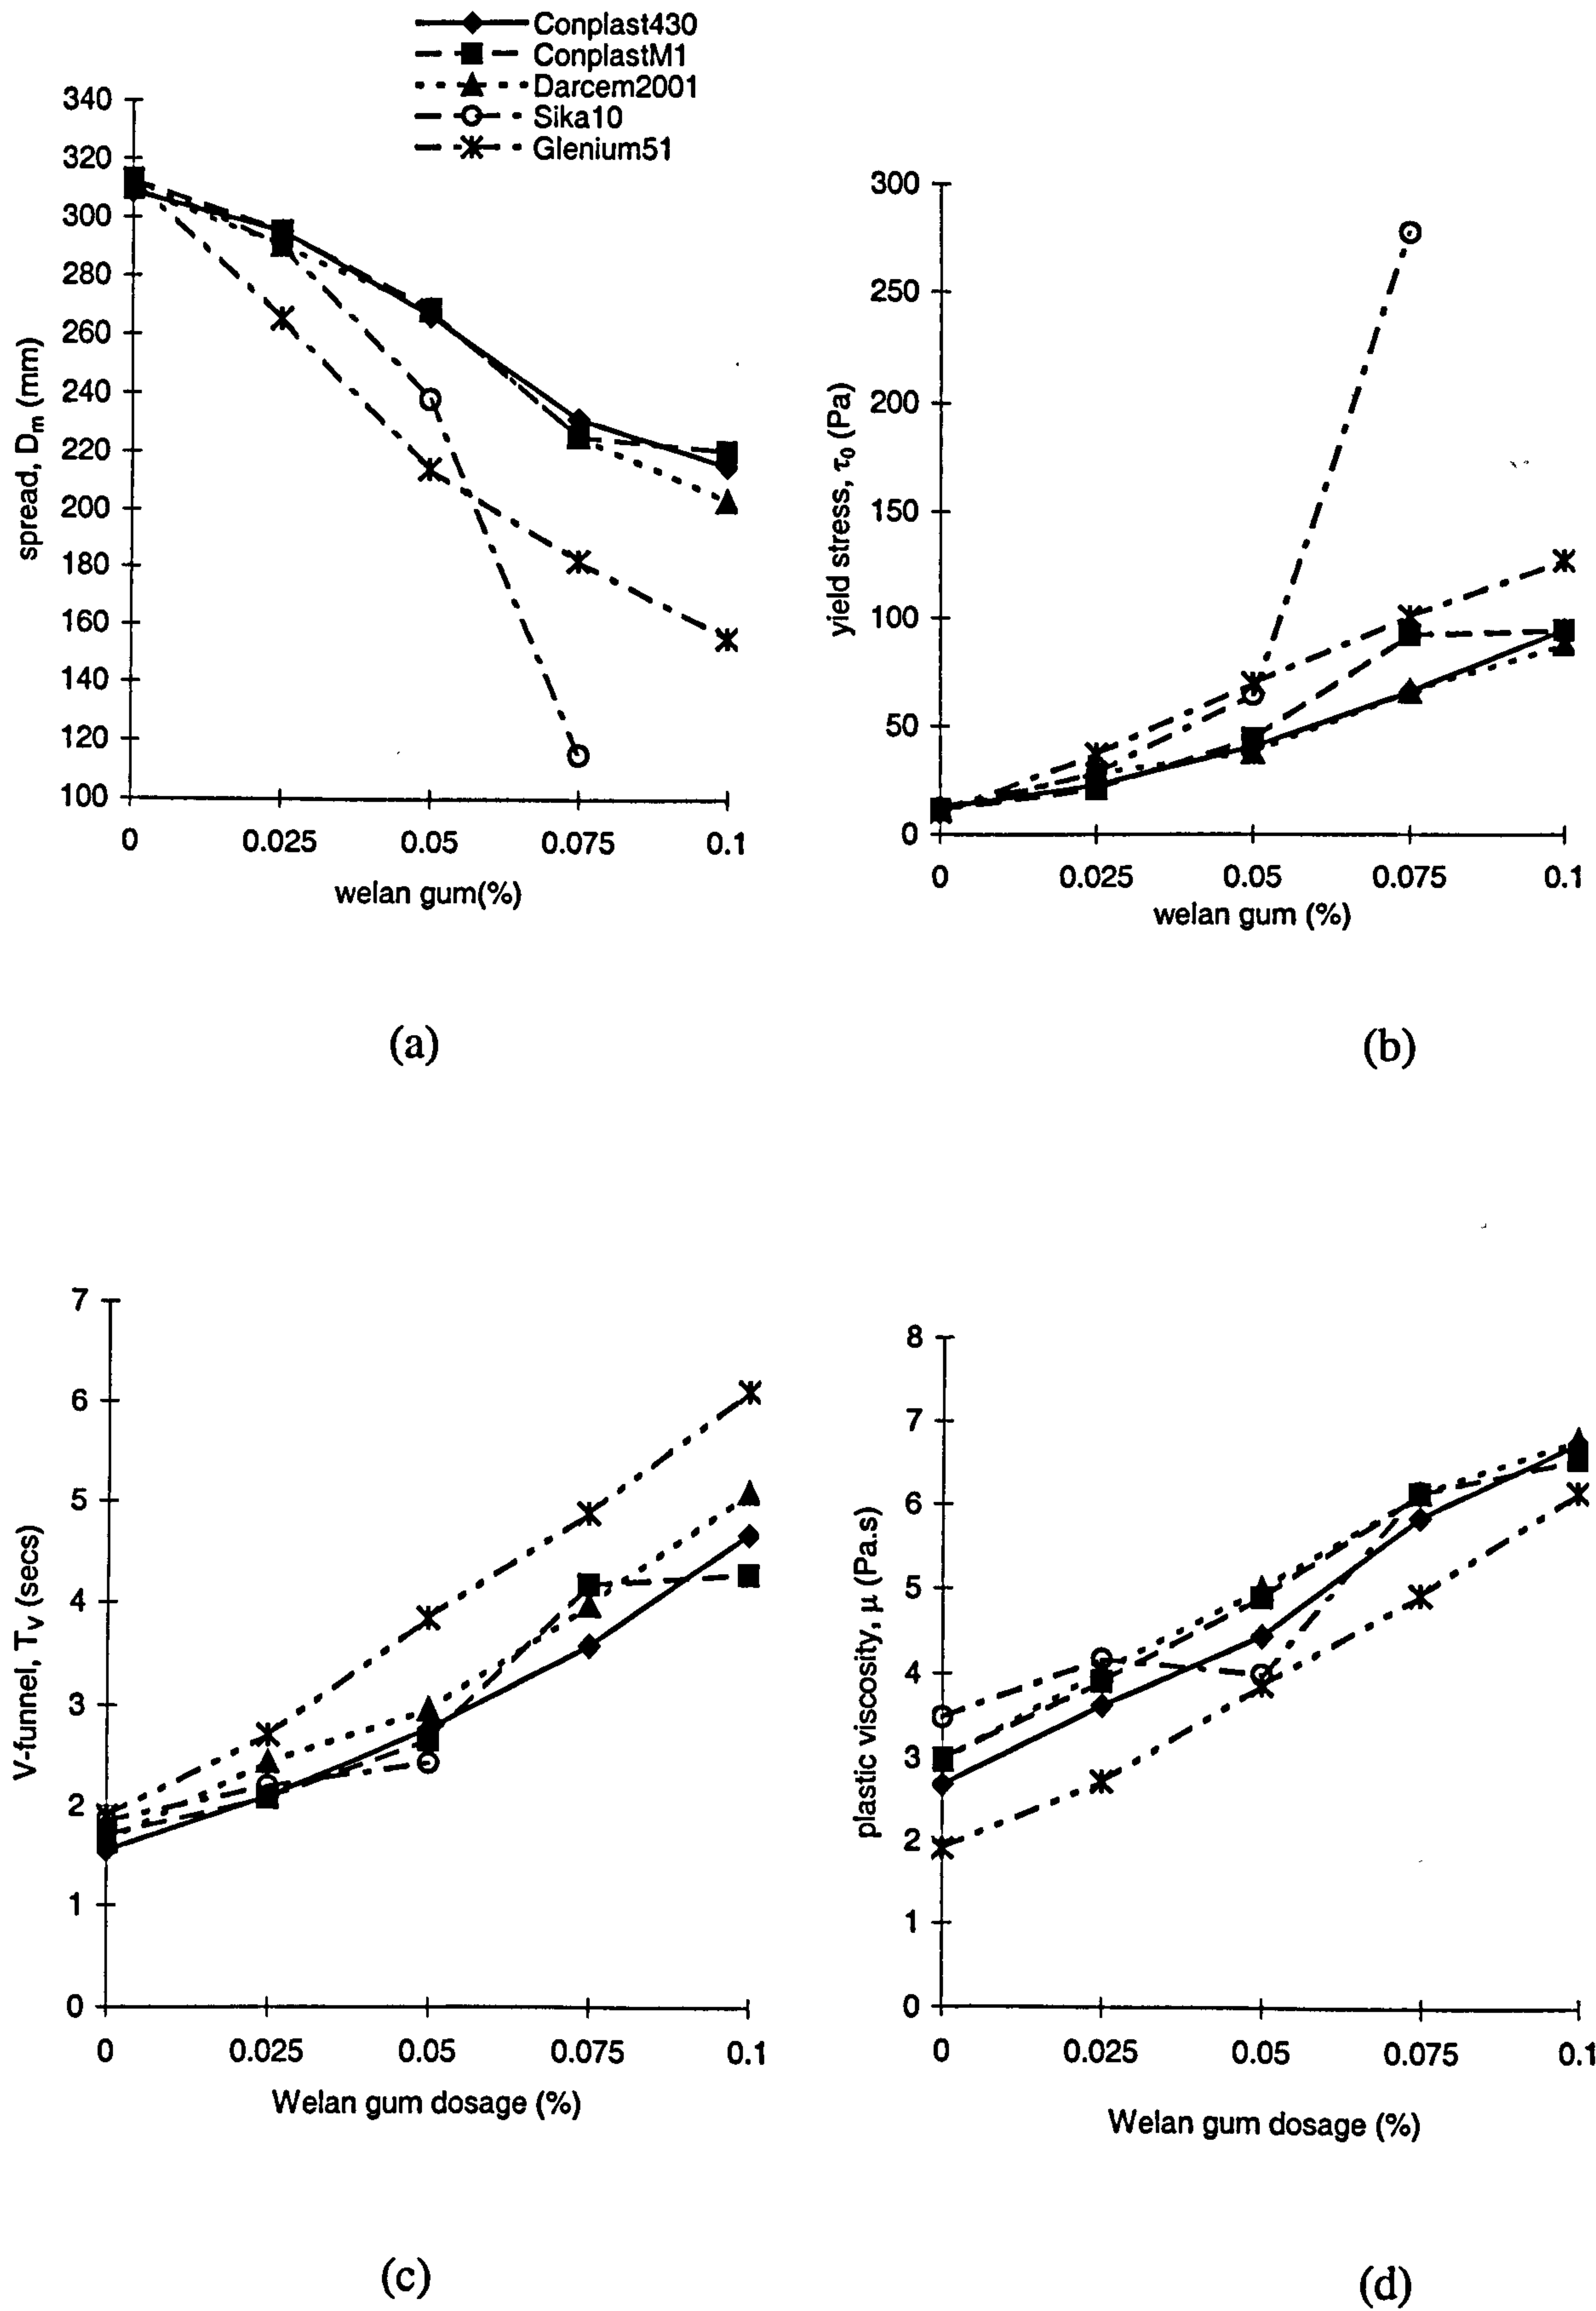 Conplast430
ConplastM1
Darcem2001
Sika10
Glenium51
340
320
300
280
260
240
220
200
180
160
140
120
100
spread, Dm (mm)
0 0.025 0.05 0.075 0.1
welan gum(%)
(a)
300
250
200
150
100
50
0
yield stress, τ0 (Pa)
0 0.025 0.05 0.075 0.1
welan gum (%)
(b)
7
6
5
4
3
2
1
0
V-funnel, TV (secs)
0 0.025 0.05 0.075 0.1
Welan gum dosage (%)
(c)
8
7
6
5
4
3
2
1
0
plastic viscosity, μ (Pa.s)
0 0.025 0.05 0.075 0.1
Welan gum dosage (%)
(d)